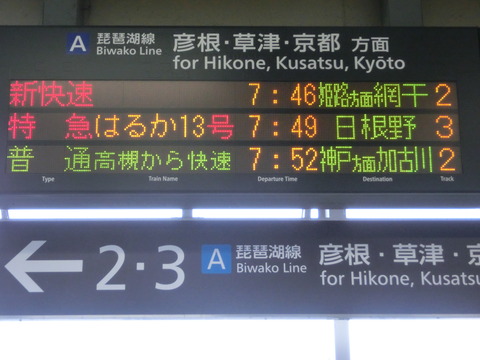 A 琵琶湖線 Biwako Line 彦根・草津・京都 方面
for Hikone, Kusatsu, Kyōto
新快速 7:46 姫路方面網干 2
特急はるか13号 7:49 日根野 3
普通 高槻から快速 7:52 神戸方面加古川 2
Type Train Name Departure Time Destination Track
← 2・3 A 琵琶湖線 Biwako Line 彦根・草津・京
for Hikone, Kusatsu,